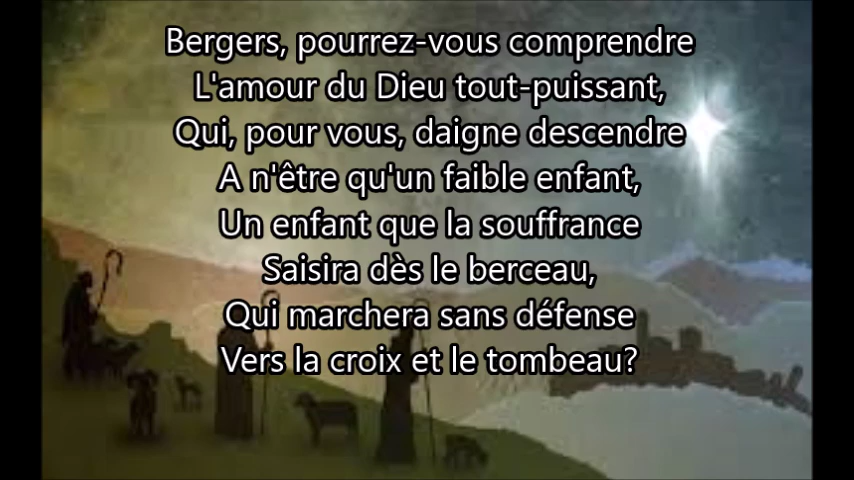 Bergers, pourrez-vous comprendre
L'amour du Dieu tout-puissant,
Qui, pour vous, daigne descendre
A n'être qu'un faible enfant,
Un enfant que la souffrance
Saisira dès le berceau,
Qui marchera sans défense
Vers la croix et le tombeau?